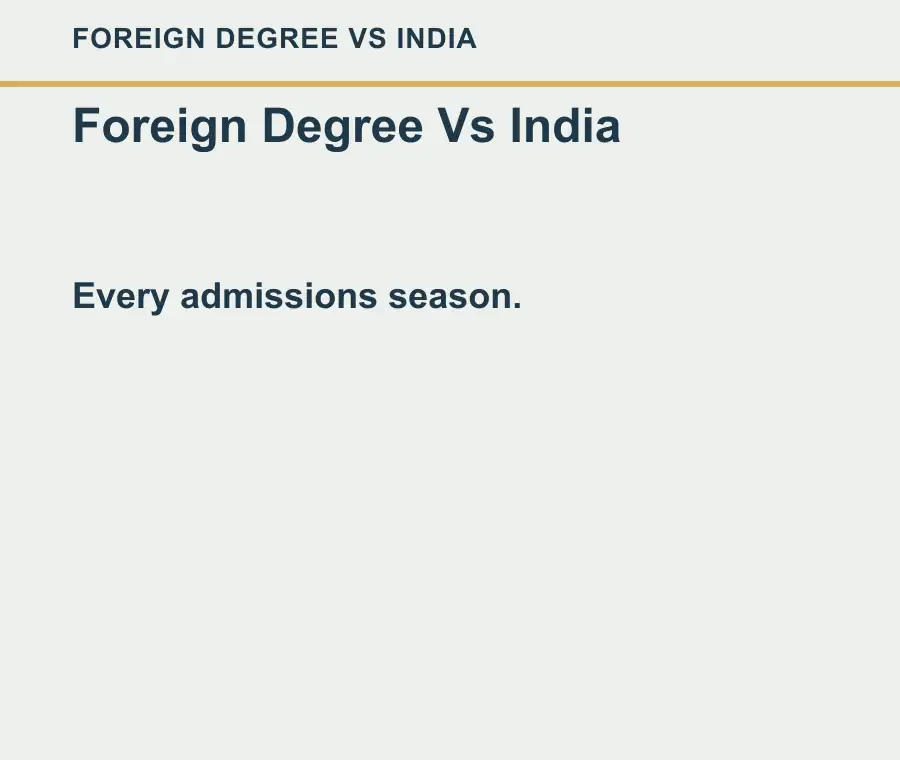 FOREIGN DEGREE VS INDIA
Foreign Degree Vs India
Every admissions season.